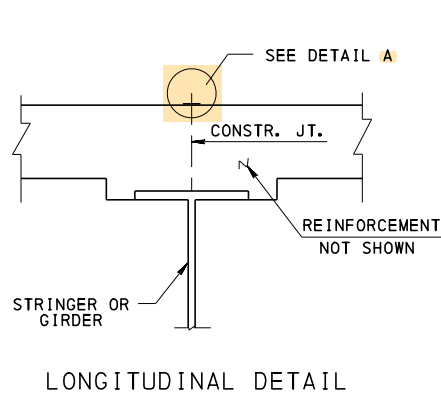 SEE DETAIL A
CONSTR. JT.
REINFORCEMENT
NOT SHOWN
STRINGER OR
GIRDER
LONGITUDINAL DETAIL